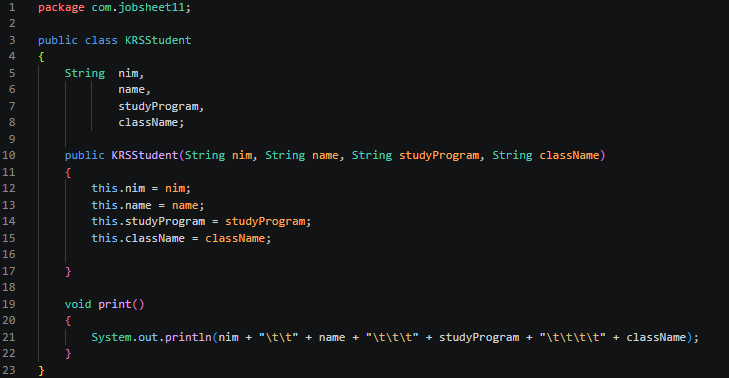 1 package com.jobsheet11;
2
3 public class KRSStudent
4 {
5     String  nim,
6             name,
7             studyProgram,
8             className;
9
10     public KRSStudent(String nim, String name, String studyProgram, String className)
11     {
12         this.nim = nim;
13         this.name = name;
14         this.studyProgram = studyProgram;
15         this.className = className;
16
17     }
18
19     void print()
20     {
21         System.out.println(nim + "\t\t" + name + "\t\t\t" + studyProgram + "\t\t\t\t" + className);
22     }
23 }